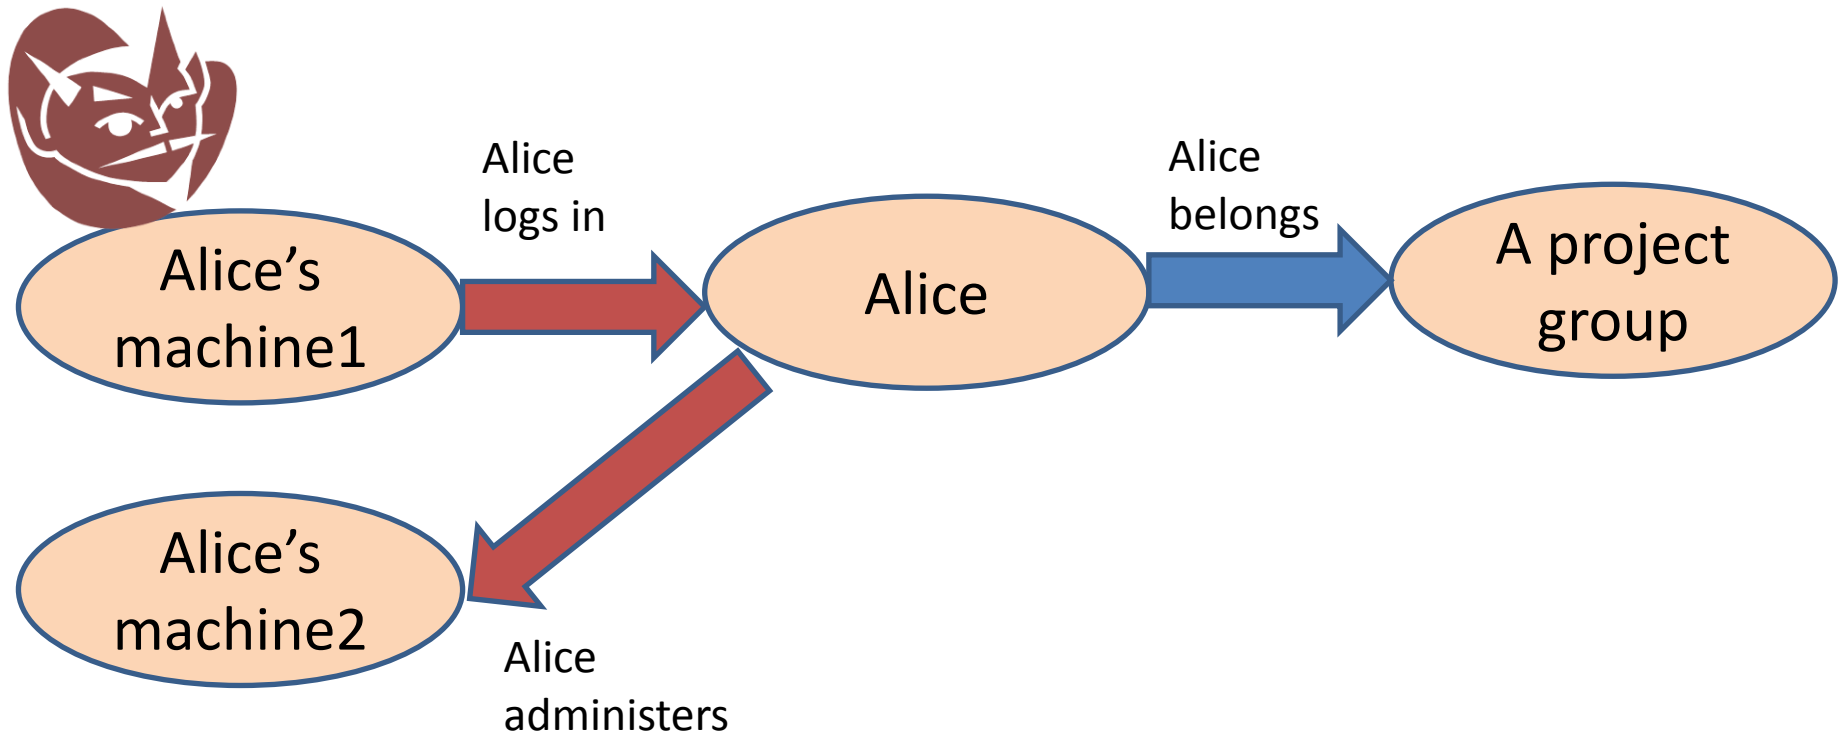 Alice
logs in
Alice
belongs
Alice’s
machine1
Alice
A project
group
Alice’s
machine2
Alice
administers